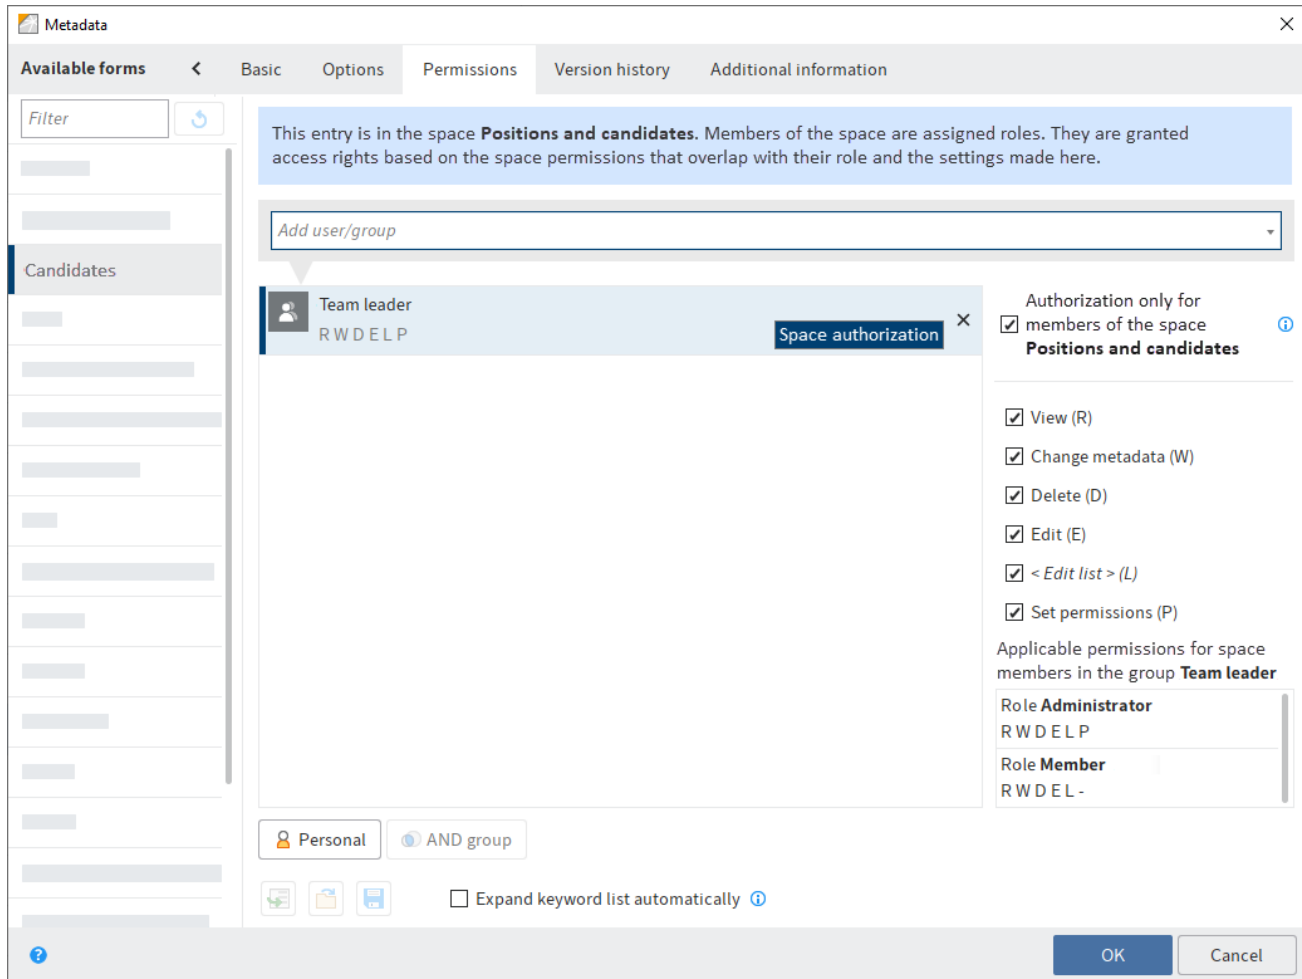 Metadata
Available forms
Basic Options Permissions Version history Additional information
Filter
This entry is in the space Positions and candidates. Members of the space are assigned roles. They are granted
access rights based on the space permissions that overlap with their role and the settings made here.
Add user/group
Candidates
Team leader
R W D E L P
Space authorization
Authorization only for
members of the space
Positions and candidates
View (R)
Change metadata (W)
Delete (D)
Edit (E)
< Edit list > (L)
Set permissions (P)
Applicable permissions for space
members in the group Team leader
Role Administrator
R W D E L P
Role Member
R W D E L -
Personal AND group
Expand keyword list automatically
OK Cancel